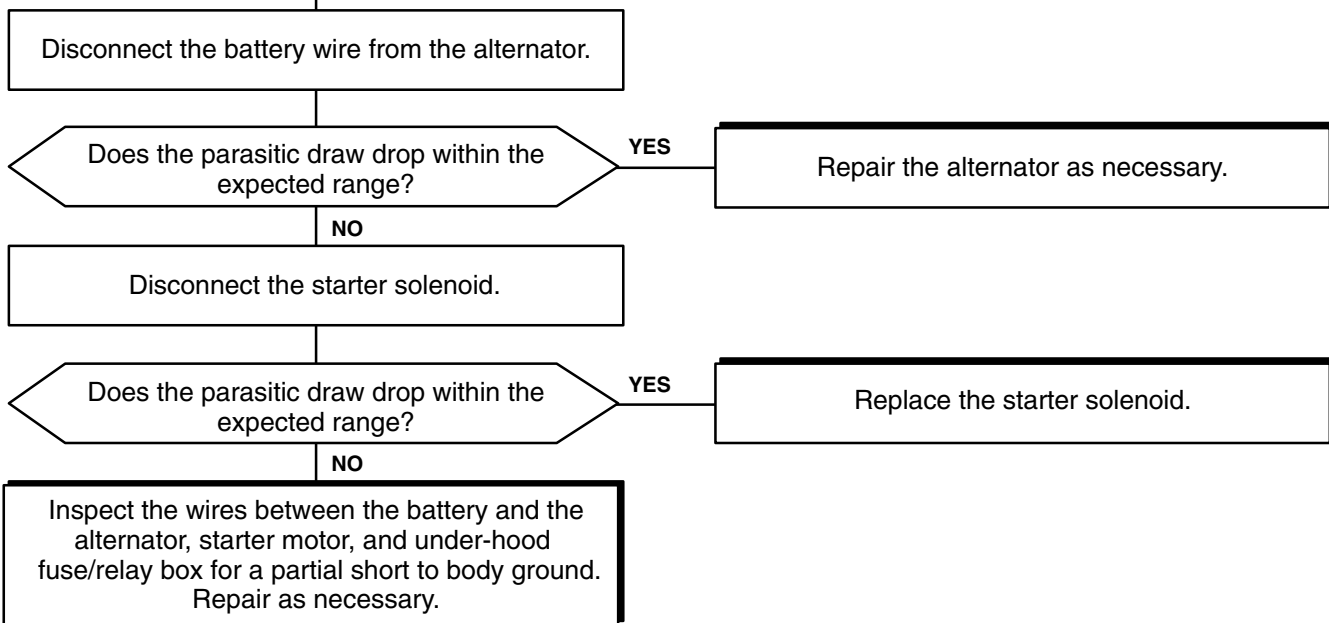 Disconnect the battery wire from the alternator.
Does the parasitic draw drop within the
expected range?
YES
Repair the alternator as necessary.
NO
Disconnect the starter solenoid.
Does the parasitic draw drop within the
expected range?
YES
Replace the starter solenoid.
NO
Inspect the wires between the battery and the
alternator, starter motor, and under-hood
fuse/relay box for a partial short to body ground.
Repair as necessary.